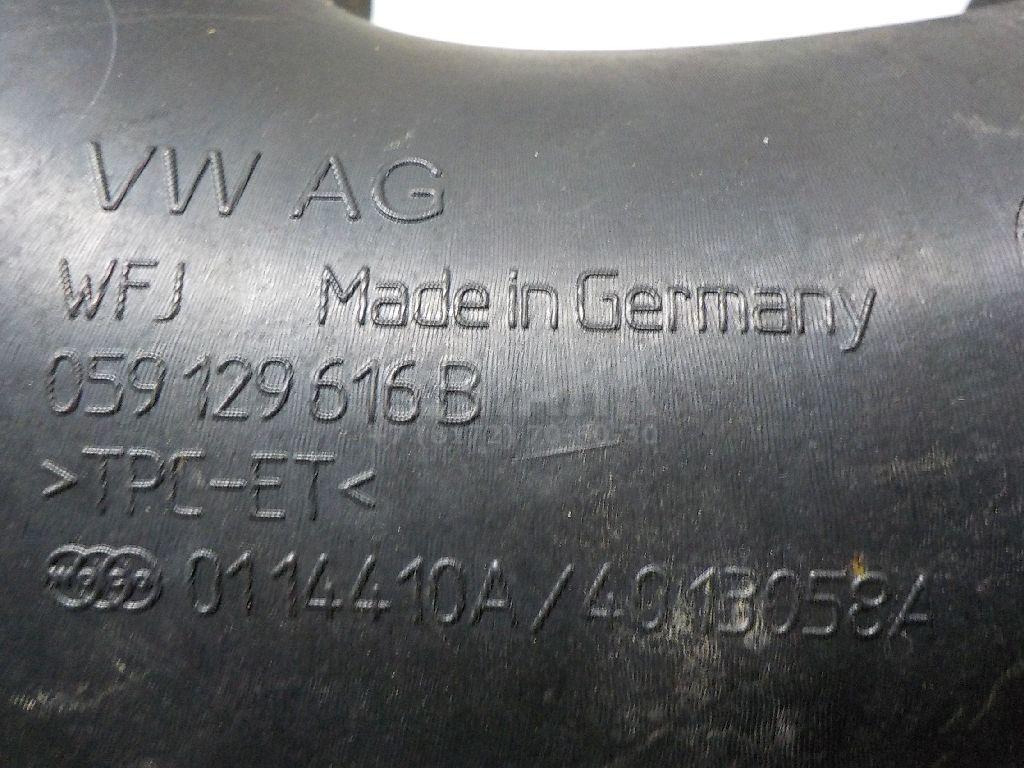 VW AG
WFJ Made in Germany
059 129 616 B
>TPC-ET<
0114410A/4013058A